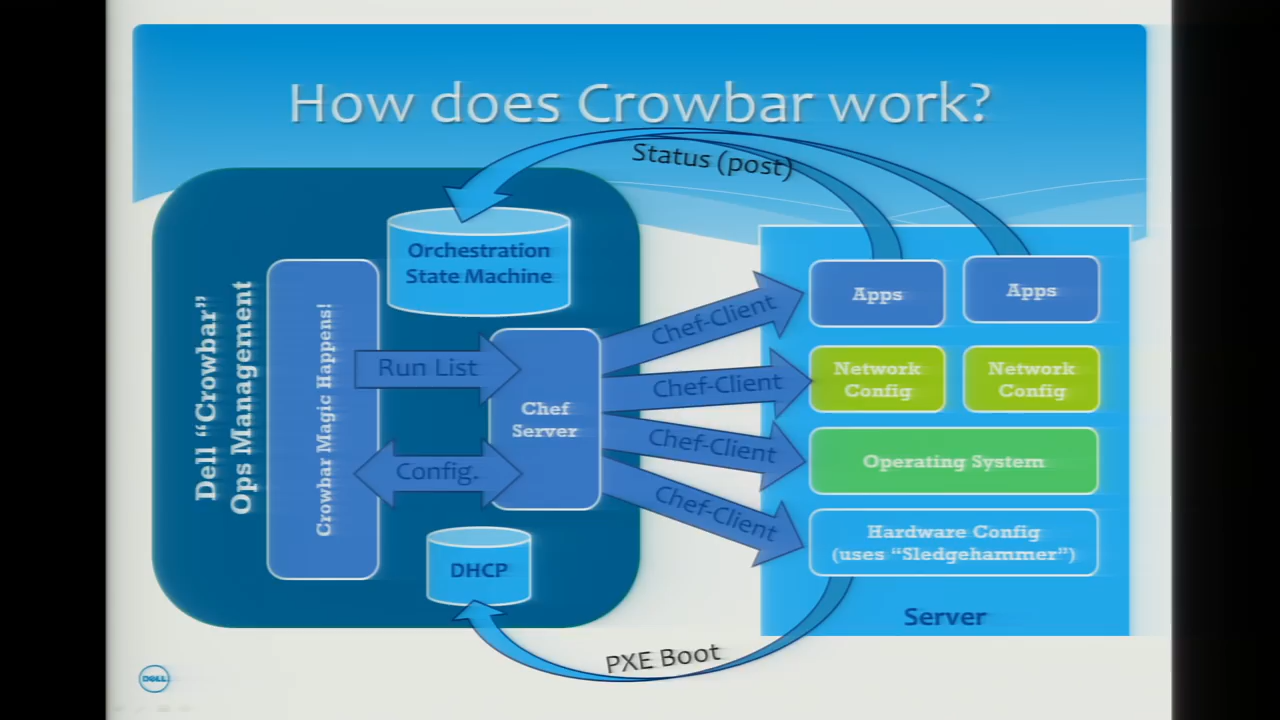 How does Crowbar work?
Status (post)
Dell “Crowbar”
Ops Management
Crowbar Magic Happens!
Orchestration
State Machine
Run List
Config.
Chef
Server
DHCP
Chef-Client
Chef-Client
Chef-Client
Chef-Client
Apps
Apps
Network
Config
Network
Config
Operating System
Hardware Config
(uses “Sledgehammer”)
Server
PXE Boot
DELL